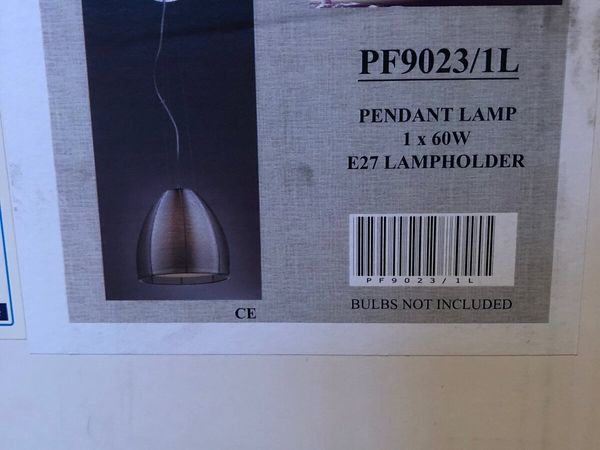 PF9023/1L
PENDANT LAMP
1 x 60W
E27 LAMPHOLDER
PF9023/1L
BULBS NOT INCLUDED
CE